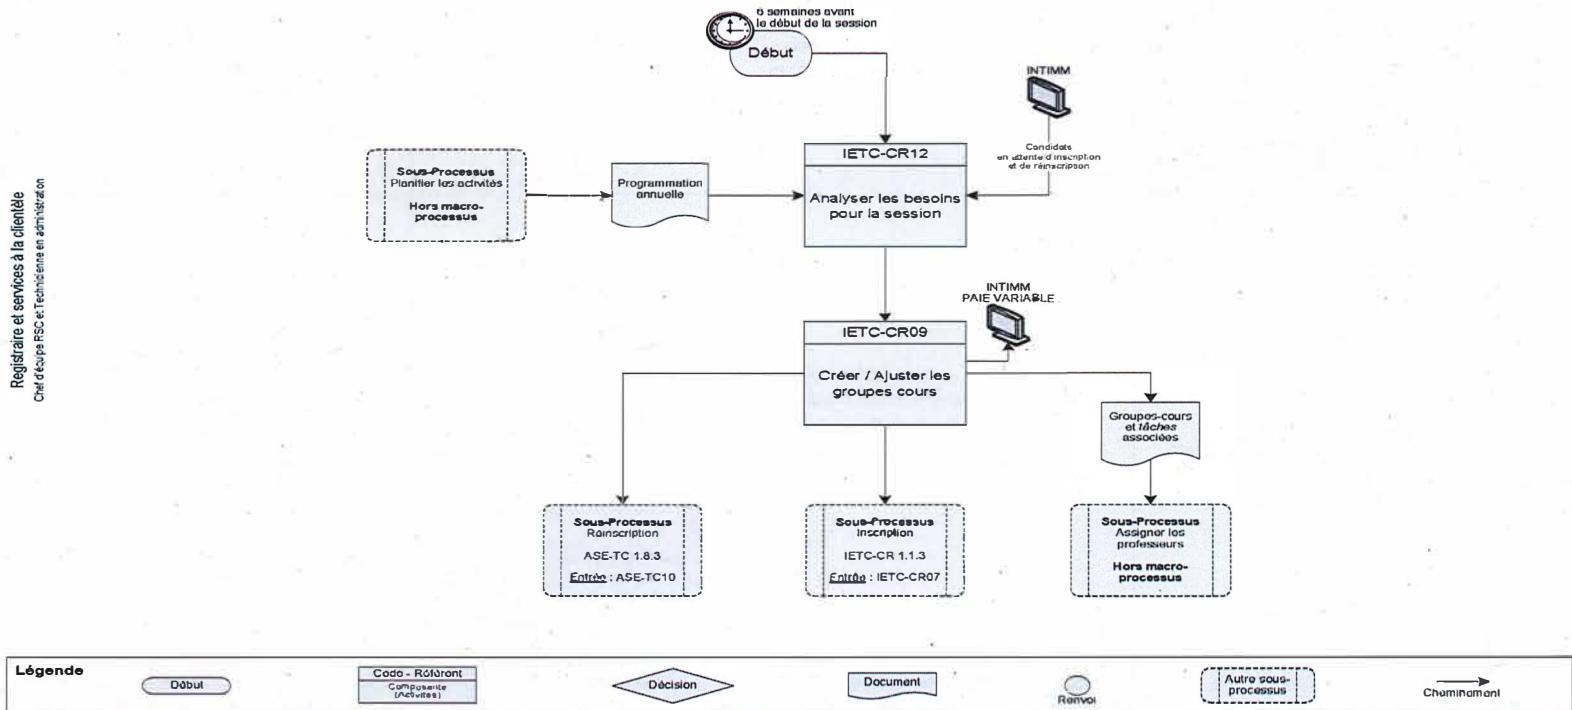 6 semaines avant
le début de la session
Début
INTIMM
Candidats
en attente d'inscription
et de réinscription
Registraire et services à la clientèle
Chef d'équipe RSC et Technicienne en administration
Sous-Processus
Planifier les activités
Hors macro-
processus
Programmation
annuelle
IETC-CR12
Analyser les besoins
pour la session
INTIMM
PAIE VARIABLE
IETC-CR09
Créer / Ajuster les
groupes cours
Groupes-cours
et tâches
associées
Sous-Processus
Réinscription
ASE-TC 1.8.3
Entrée : ASE-TC10
Sous-Processus
Inscription
IETC-CR 1.1.3
Entrée : IETC-CR07
Sous-Processus
Assigner les
professeurs
Hors macro-
processus
Légende
Début
Code - Référent
Composante
(Activités)
Décision
Document
Renvoi
Autre sous-
processus
Cheminement